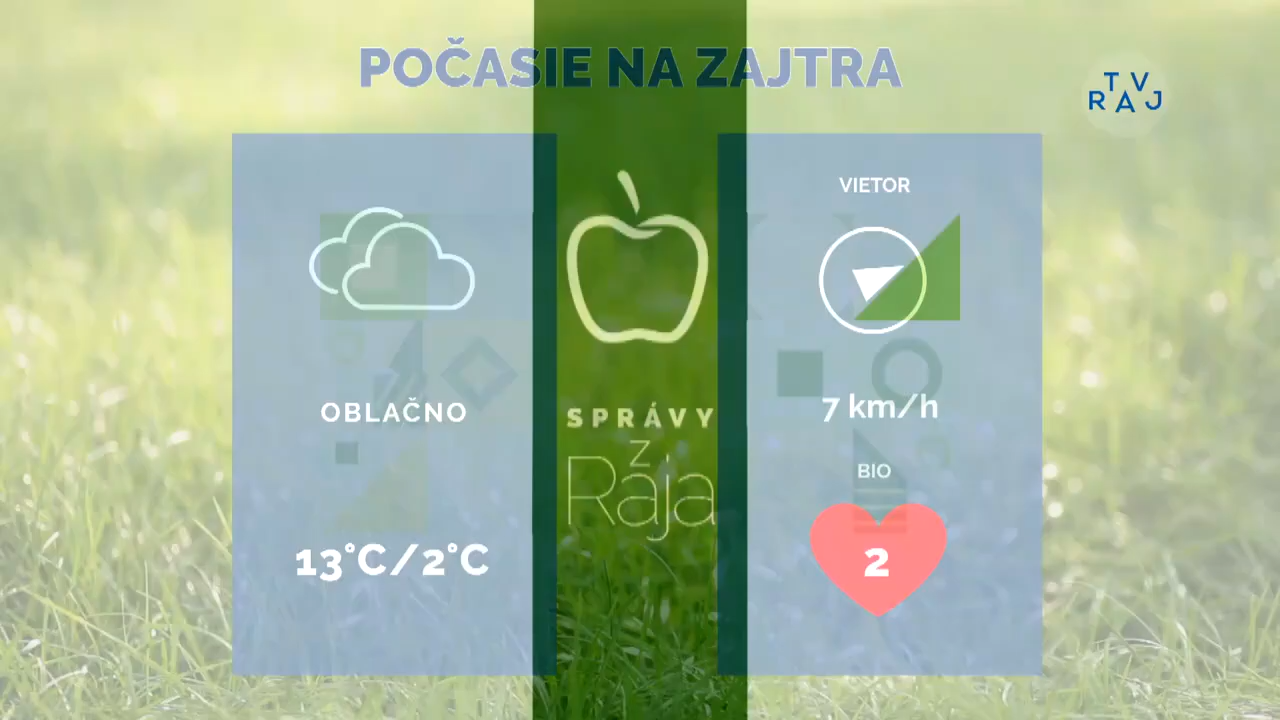 POČASIE NA ZAJTRA
TV
RAJ
OBLAČNO
13°C/2°C
SPRÁVY
z
Raja
VIETOR
7 km/h
BIO
2